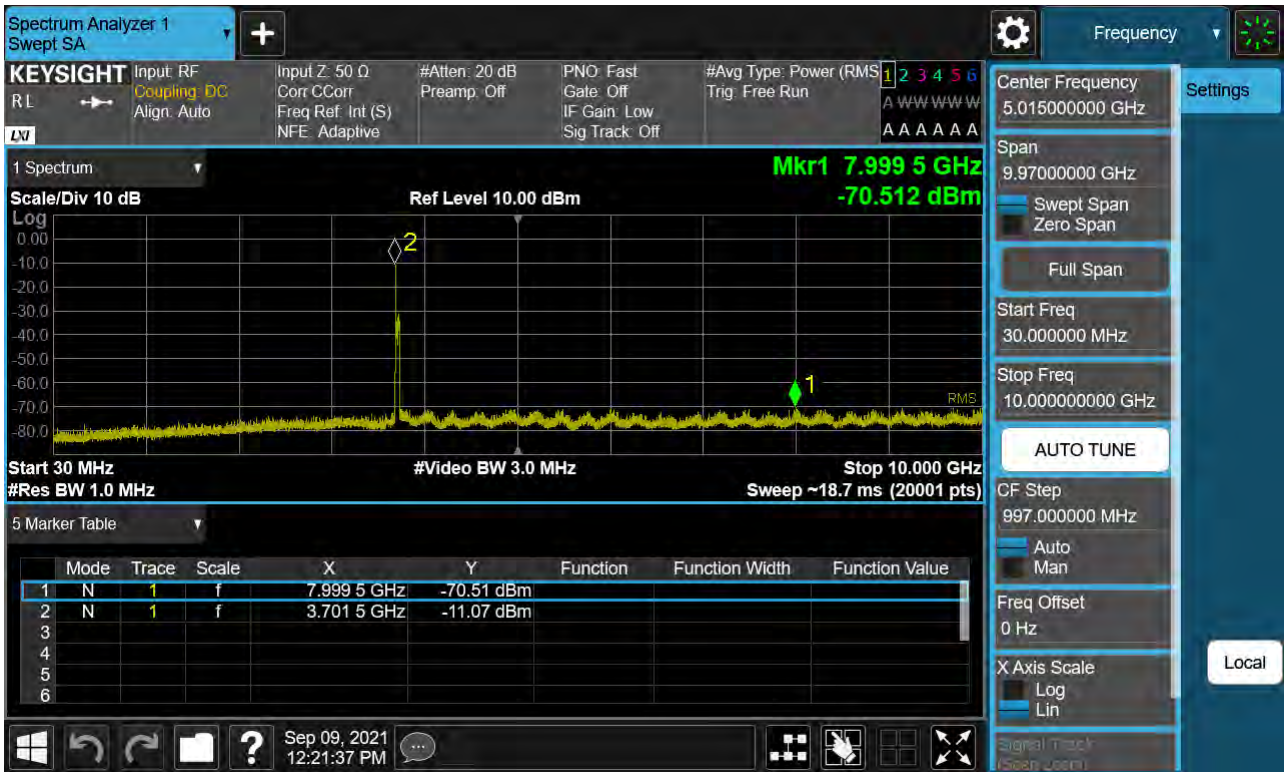 Spectrum Analyzer 1
Swept SA
+
Frequency
KEYSIGHT
RL
LXI
Input: RF
Coupling: DC
Align: Auto
Input Z: 50 Ω
Corr CCorr
Freq Ref: Int (S)
NFE: Adaptive
#Atten: 20 dB
Preamp: Off
PNO: Fast
Gate: Off
IF Gain: Low
Sig Track: Off
#Avg Type: Power (RMS
Trig: Free Run
1 2 3 4 5 6
A W W W W W
A A A A A A
1 Spectrum
Scale/Div 10 dB
Ref Level 10.00 dBm
Mkr1 7.999 5 GHz
-70.512 dBm
Log
0.00
-10.0
-20.0
-30.0
-40.0
-50.0
-60.0
-70.0
-80.0
2
1
RMS
Start 30 MHz
#Video BW 3.0 MHz
Stop 10.000 GHz
#Res BW 1.0 MHz
Sweep ~18.7 ms (20001 pts)
5 Marker Table
Mode Trace Scale X Y Function Function Width Function Value
1 N 1 f 7.999 5 GHz -70.51 dBm
2 N 1 f 3.701 5 GHz -11.07 dBm
3
4
5
6
Sep 09, 2021
12:21:37 PM
?
Center Frequency
5.015000000 GHz
Span
9.97000000 GHz
Swept Span
Zero Span
Full Span
Start Freq
30.000000 MHz
Stop Freq
10.000000000 GHz
AUTO TUNE
CF Step
997.000000 MHz
Auto
Man
Freq Offset
0 Hz
X Axis Scale
Log
Lin
Signal Track
(Span Zoom)
Settings
Local